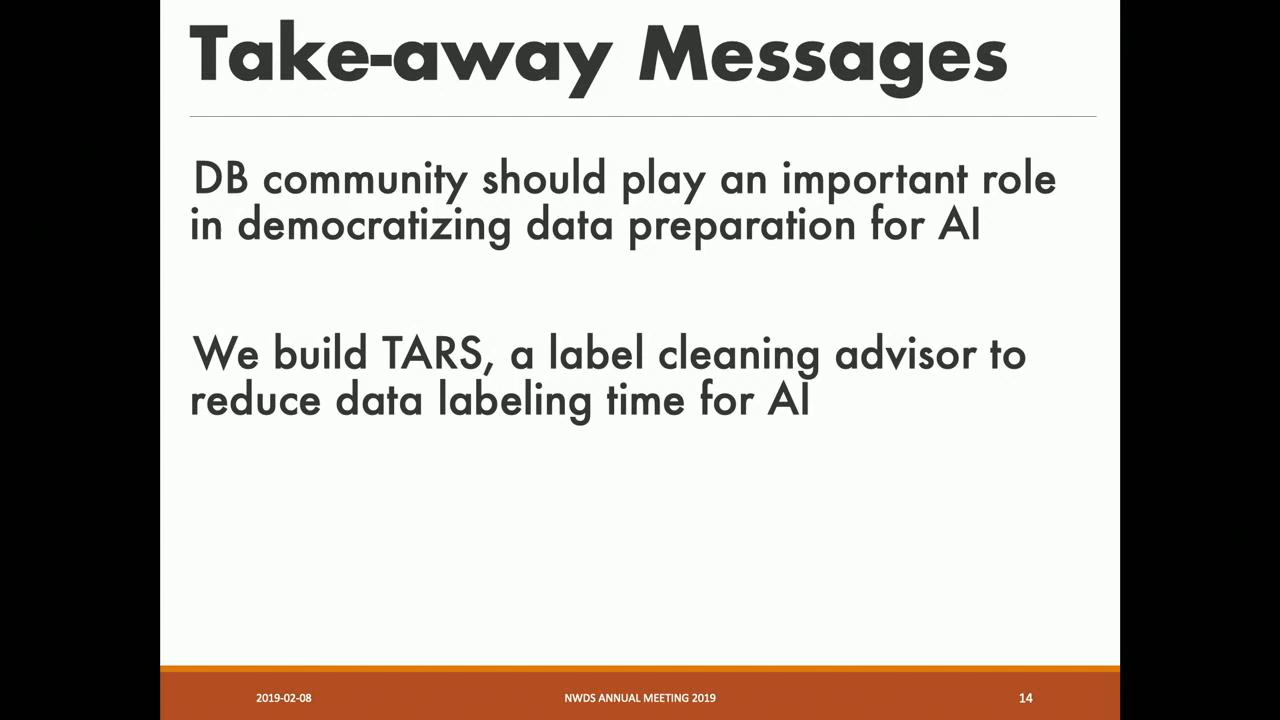 Take-away Messages
DB community should play an important role
in democratizing data preparation for AI
We build TARS, a label cleaning advisor to
reduce data labeling time for AI
2019-02-08
NWDS ANNUAL MEETING 2019
14